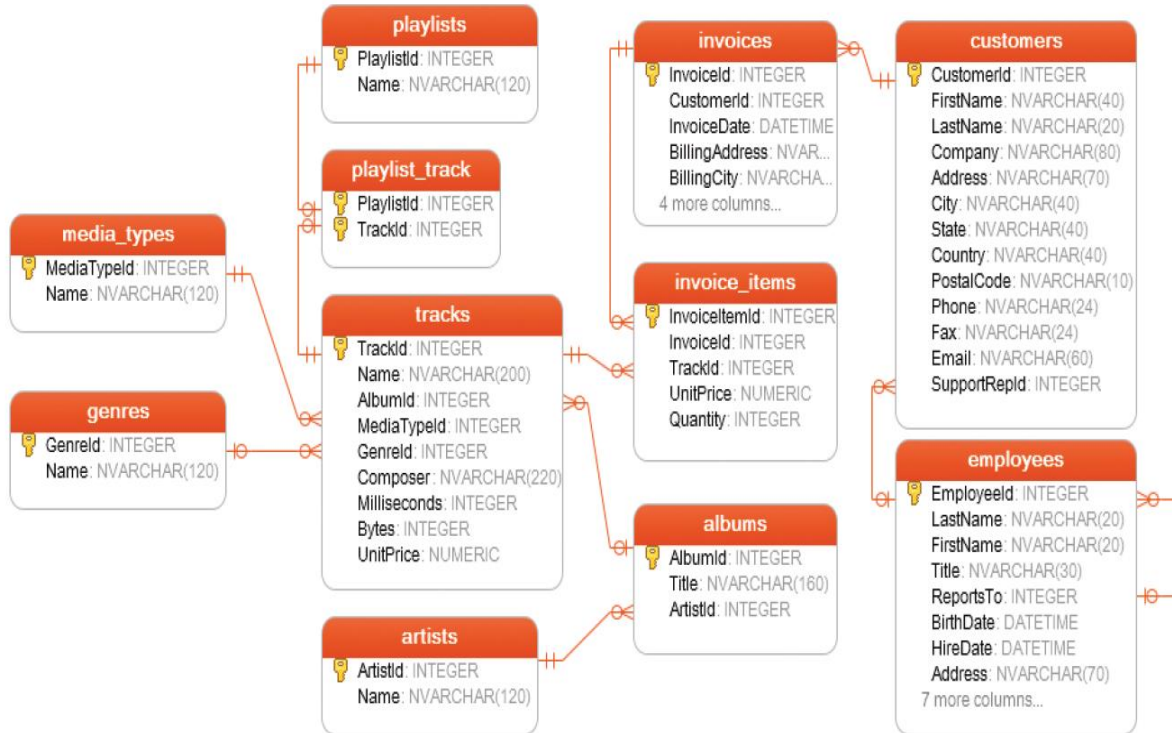 playlists
PlaylistId: INTEGER
Name: NVARCHAR(120)
playlist_track
PlaylistId: INTEGER
TrackId: INTEGER
media_types
MediaTypeId: INTEGER
Name: NVARCHAR(120)
genres
GenreId: INTEGER
Name: NVARCHAR(120)
tracks
TrackId: INTEGER
Name: NVARCHAR(200)
AlbumId: INTEGER
MediaTypeId: INTEGER
GenreId: INTEGER
Composer: NVARCHAR(220)
Milliseconds: INTEGER
Bytes: INTEGER
UnitPrice: NUMERIC
artists
ArtistId: INTEGER
Name: NVARCHAR(120)
invoices
InvoiceId: INTEGER
CustomerId: INTEGER
InvoiceDate: DATETIME
BillingAddress: NVAR...
BillingCity: NVARCHA...
4 more columns...
invoice_items
InvoiceItemId: INTEGER
InvoiceId: INTEGER
TrackId: INTEGER
UnitPrice: NUMERIC
Quantity: INTEGER
albums
AlbumId: INTEGER
Title: NVARCHAR(160)
ArtistId: INTEGER
customers
CustomerId: INTEGER
FirstName: NVARCHAR(40)
LastName: NVARCHAR(20)
Company: NVARCHAR(80)
Address: NVARCHAR(70)
City: NVARCHAR(40)
State: NVARCHAR(40)
Country: NVARCHAR(40)
PostalCode: NVARCHAR(10)
Phone: NVARCHAR(24)
Fax: NVARCHAR(24)
Email: NVARCHAR(60)
SupportRepId: INTEGER
employees
EmployeeId: INTEGER
LastName: NVARCHAR(20)
FirstName: NVARCHAR(20)
Title: NVARCHAR(30)
ReportsTo: INTEGER
BirthDate: DATETIME
HireDate: DATETIME
Address: NVARCHAR(70)
7 more columns...